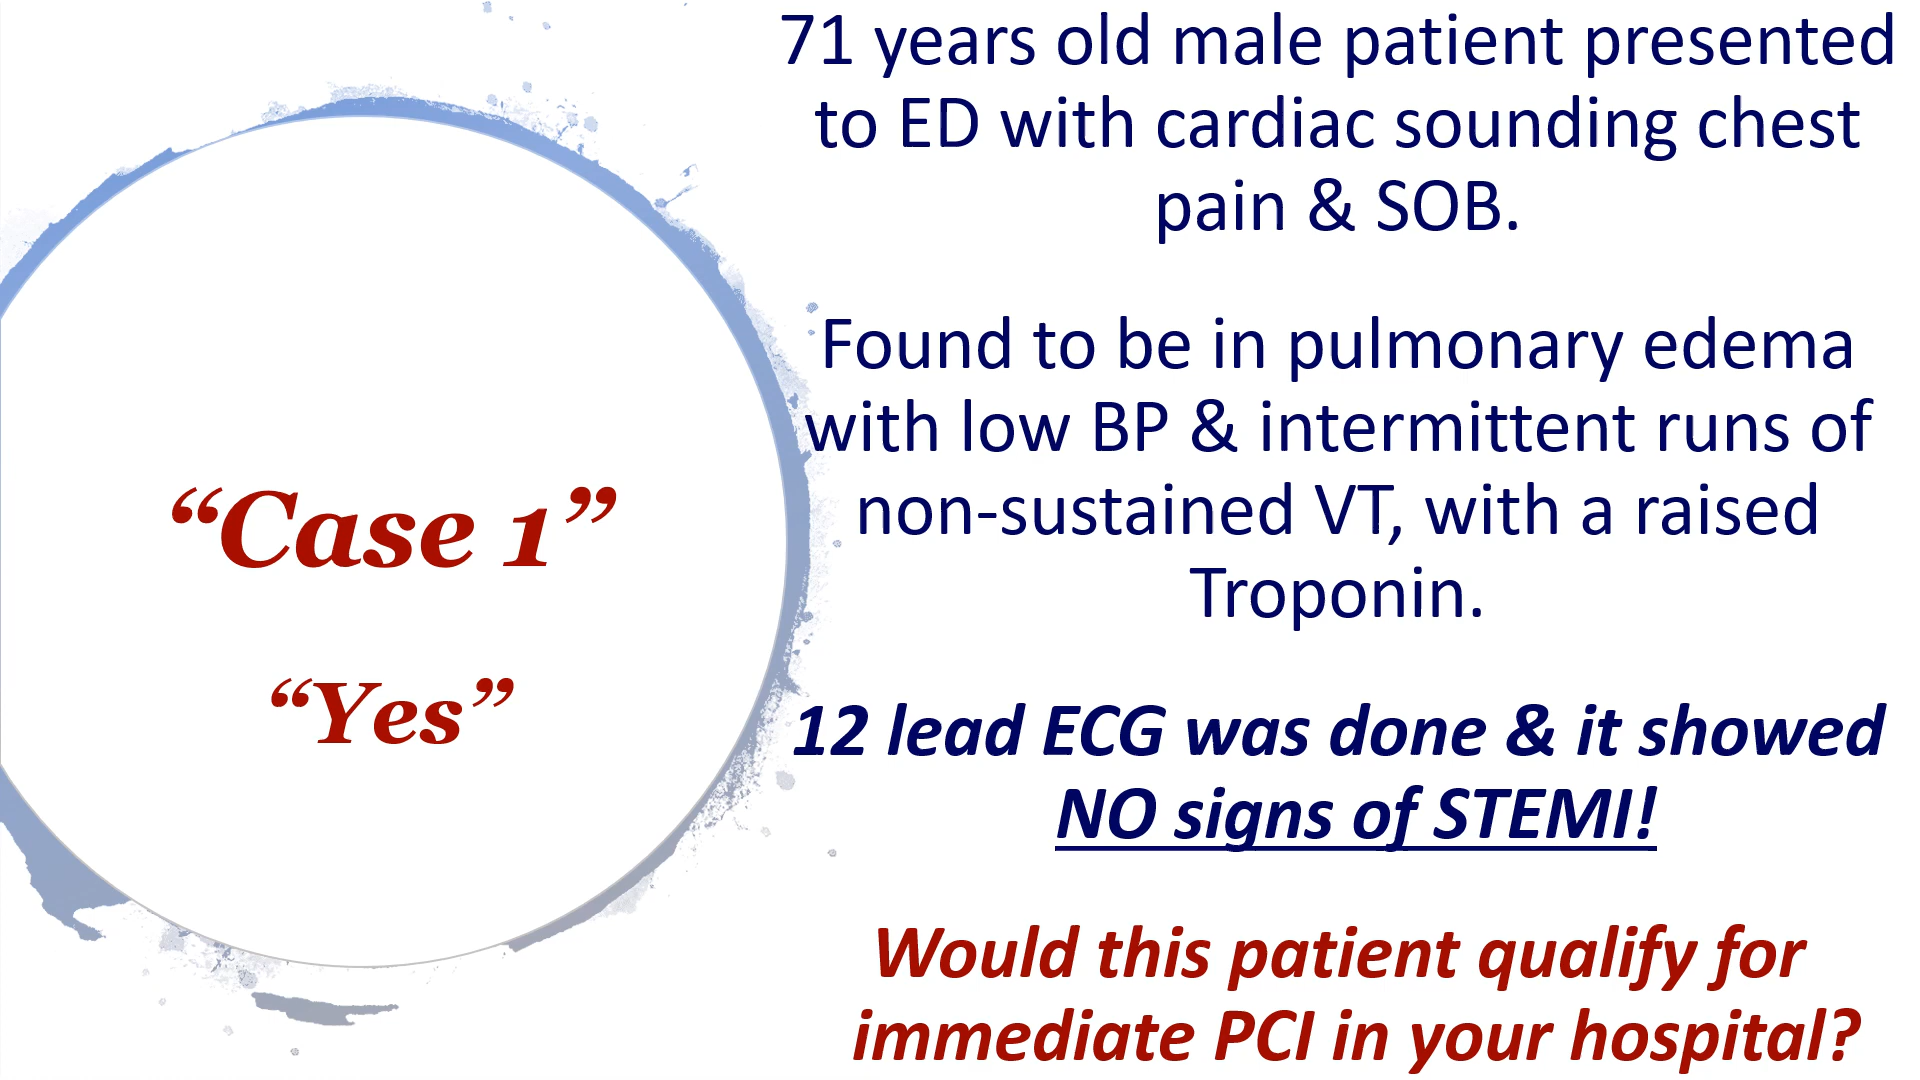 “Case 1”
“Yes”
71 years old male patient presented
to ED with cardiac sounding chest
pain & SOB.
Found to be in pulmonary edema
with low BP & intermittent runs of
non-sustained VT, with a raised
Troponin.
12 lead ECG was done & it showed
NO signs of STEMI!
Would this patient qualify for
immediate PCI in your hospital?